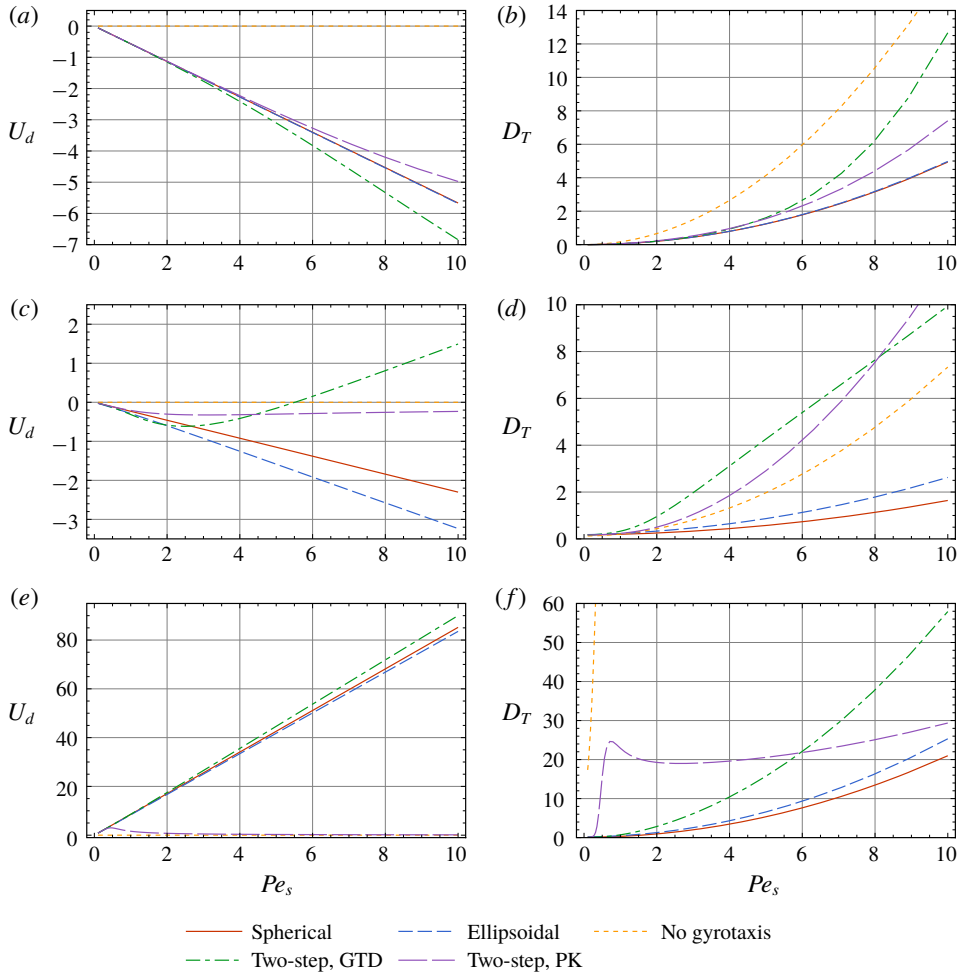 (a)
0
−1
−2
−3
−4
−5
−6
−7
U_d
0 2 4 6 8 10
(b)
14
12
10
8
6
4
2
0
D_T
0 2 4 6 8 10
(c)
2
1
0
−1
−2
−3
U_d
0 2 4 6 8 10
(d)
10
8
6
4
2
0
D_T
0 2 4 6 8 10
(e)
80
60
40
20
0
U_d
0 2 4 6 8 10
Pe_s
(f)
60
50
40
30
20
10
0
D_T
0 2 4 6 8 10
Pe_s
Spherical Ellipsoidal No gyrotaxis
Two-step, GTD Two-step, PK